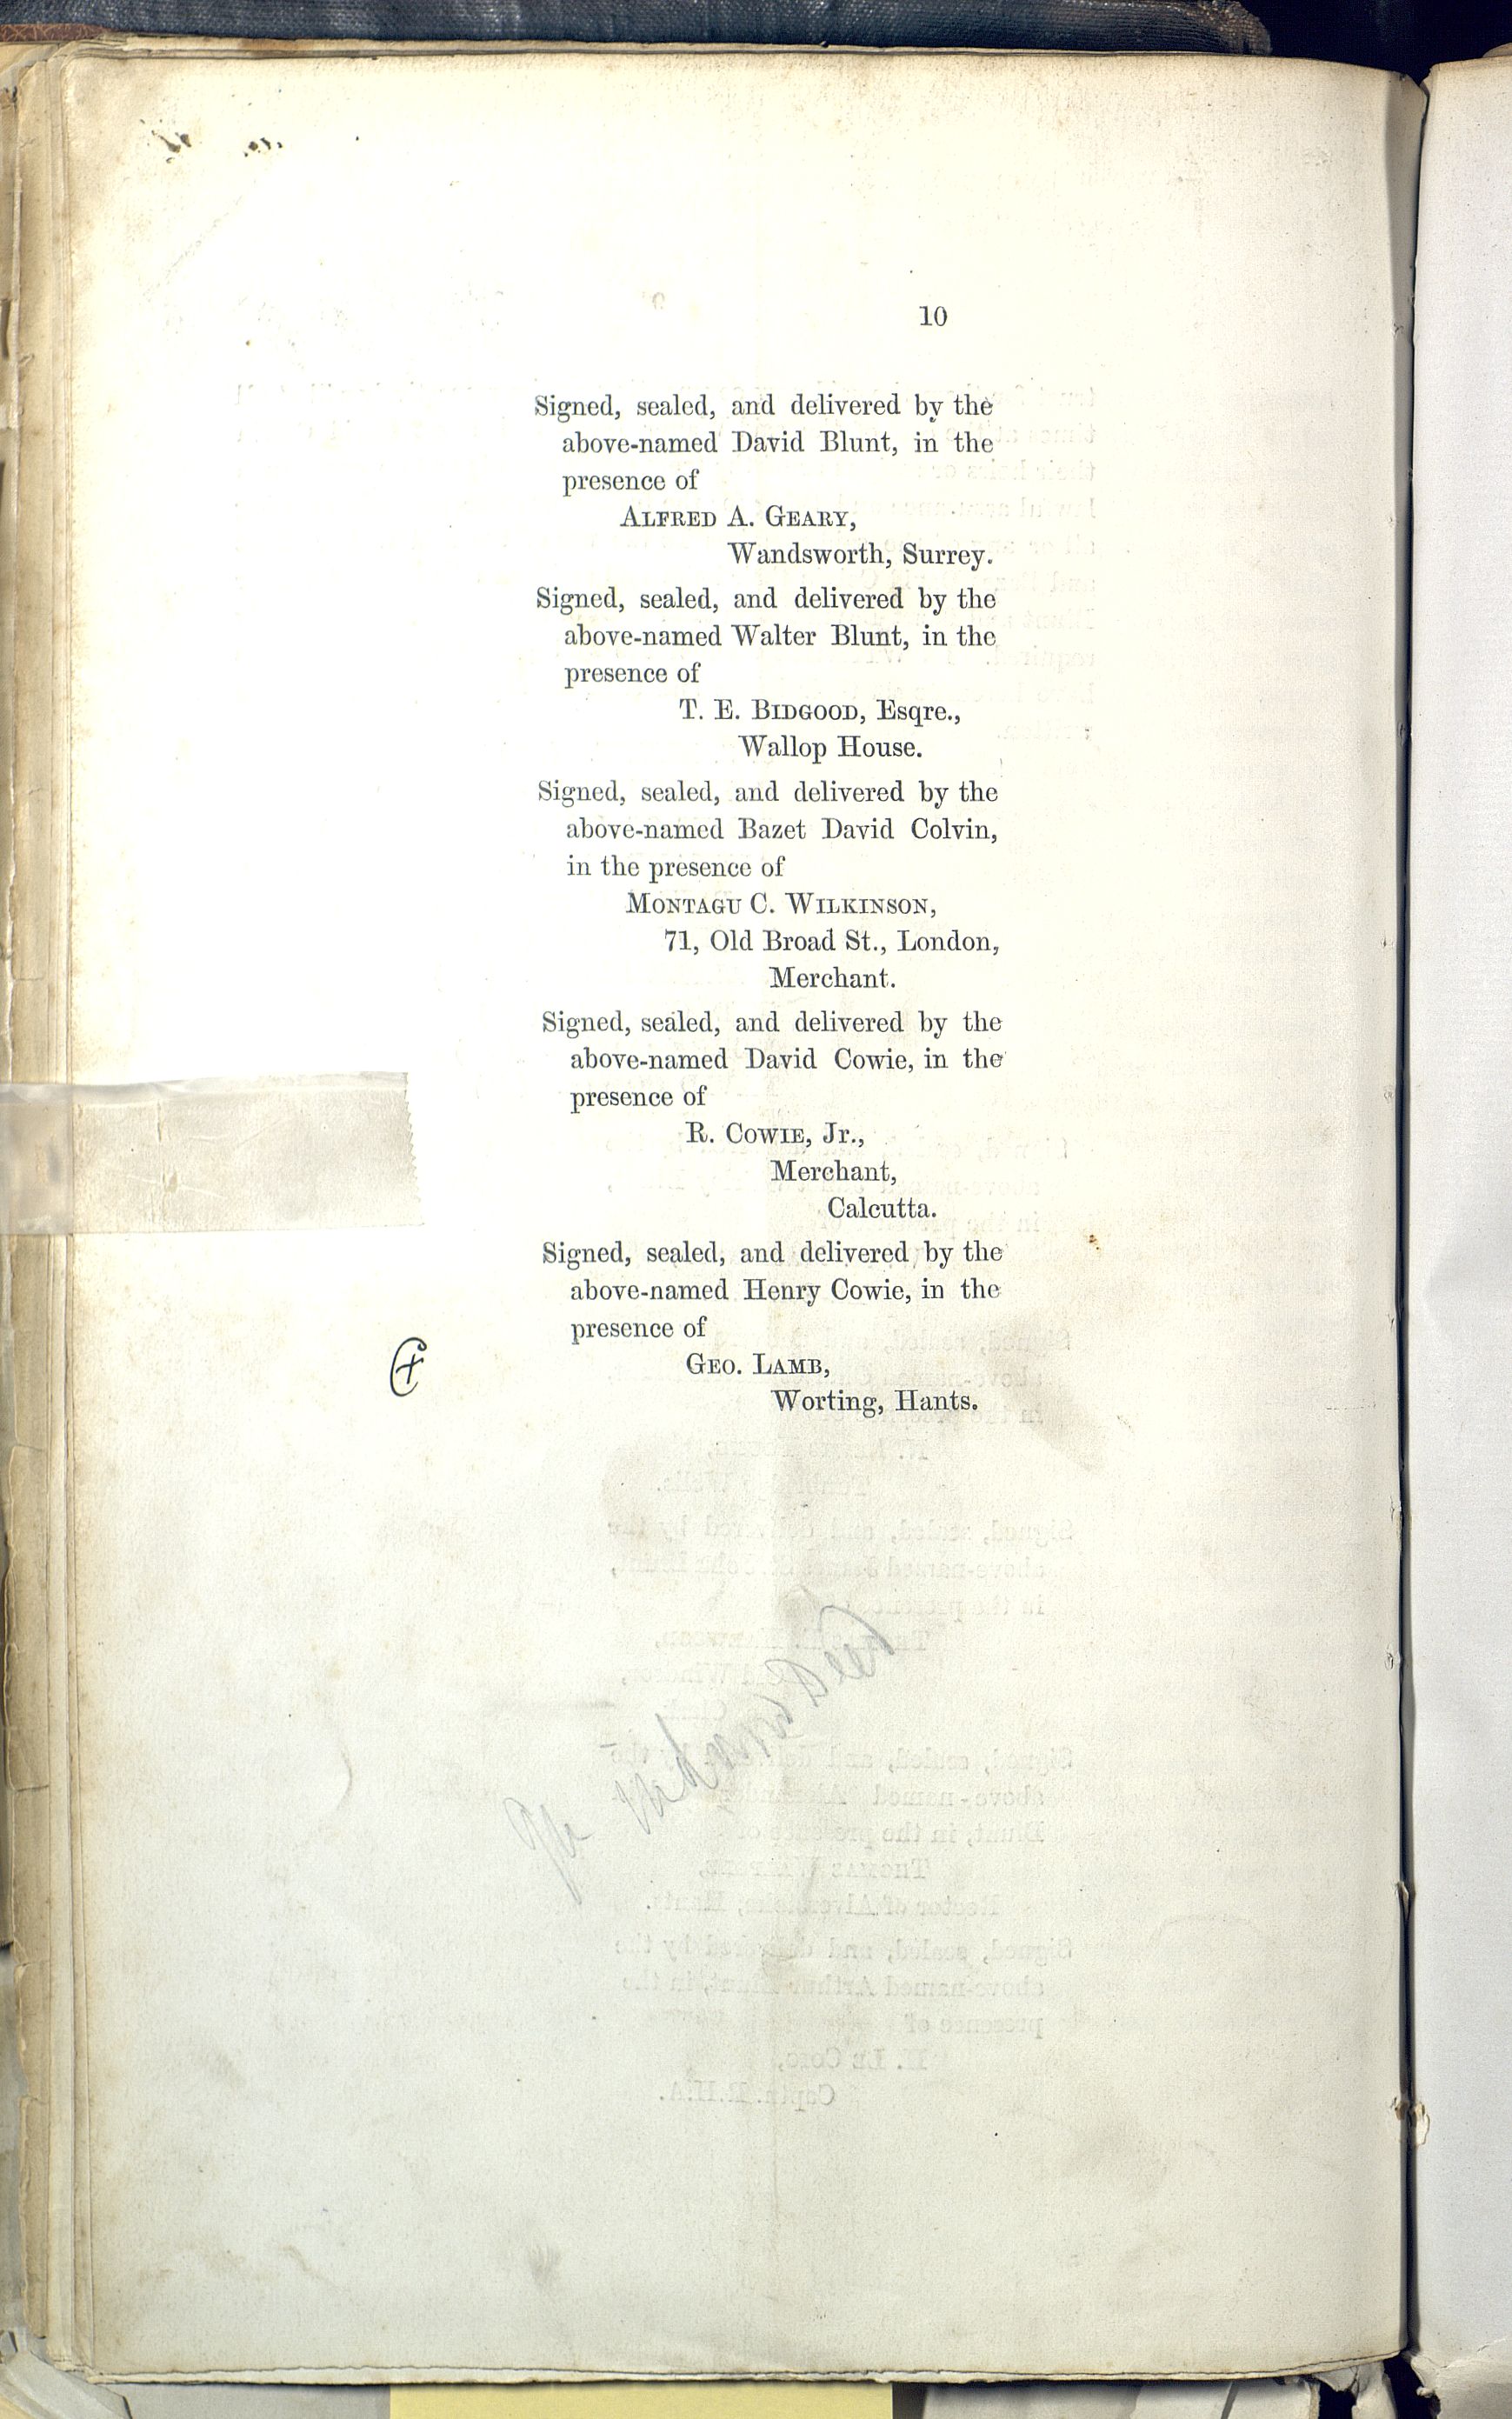 10
Signed, sealed, and delivered by the
above-named David Blunt, in the
presence of
ALFRED A. GEARY,
Wandsworth, Surrey.
Signed, sealed, and delivered by the
above-named Walter Blunt, in the
presence of
T. E. BIDGOOD, Esqre.,
Wallop House.
Signed, sealed, and delivered by the
above-named Bazet David Colvin,
in the presence of
MONTAGU C. WILKINSON,
71, Old Broad St., London,
Merchant.
Signed, sealed, and delivered by the
above-named David Cowie, in the
presence of
R. COWIE, Jr.,
Merchant,
Calcutta.
Signed, sealed, and delivered by the
above-named Henry Cowie, in the
presence of
GEO. LAMB,
Worting, Hants.
Deed